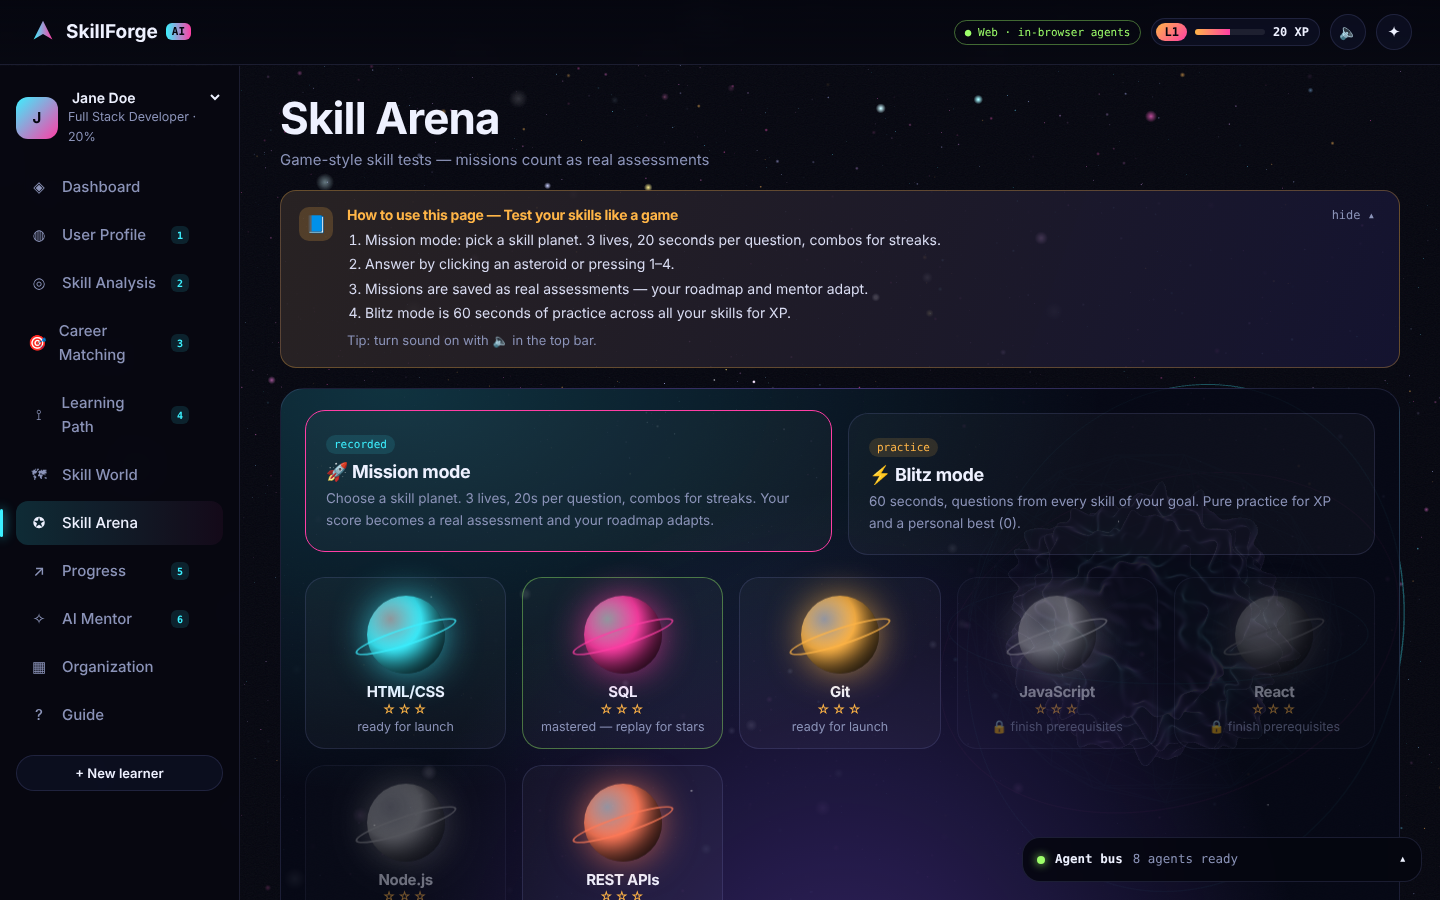 SkillForge AI
Web · in-browser agents
L1
20 XP
J
Jane Doe
Full Stack Developer ·
20%
Dashboard
User Profile 1
Skill Analysis 2
Career
Matching
3
Learning
Path
4
Skill World
Skill Arena
Progress 5
AI Mentor 6
Organization
? Guide
+ New learner
Skill Arena
Game-style skill tests — missions count as real assessments
How to use this page — Test your skills like a game
hide ▴
1. Mission mode: pick a skill planet. 3 lives, 20 seconds per question, combos for streaks.
2. Answer by clicking an asteroid or pressing 1–4.
3. Missions are saved as real assessments — your roadmap and mentor adapt.
4. Blitz mode is 60 seconds of practice across all your skills for XP.
Tip: turn sound on with 🔈 in the top bar.
recorded
🚀 Mission mode
Choose a skill planet. 3 lives, 20s per question, combos for streaks. Your
score becomes a real assessment and your roadmap adapts.
practice
⚡ Blitz mode
60 seconds, questions from every skill of your goal. Pure practice for XP
and a personal best (0).
HTML/CSS
☆☆☆
ready for launch
SQL
☆☆☆
mastered — replay for stars
Git
☆☆☆
ready for launch
JavaScript
☆☆☆
🔒 finish prerequisites
React
☆☆☆
🔒 finish prerequisites
Node.js
☆☆☆
REST APIs
☆☆☆
Agent bus 8 agents ready ▴